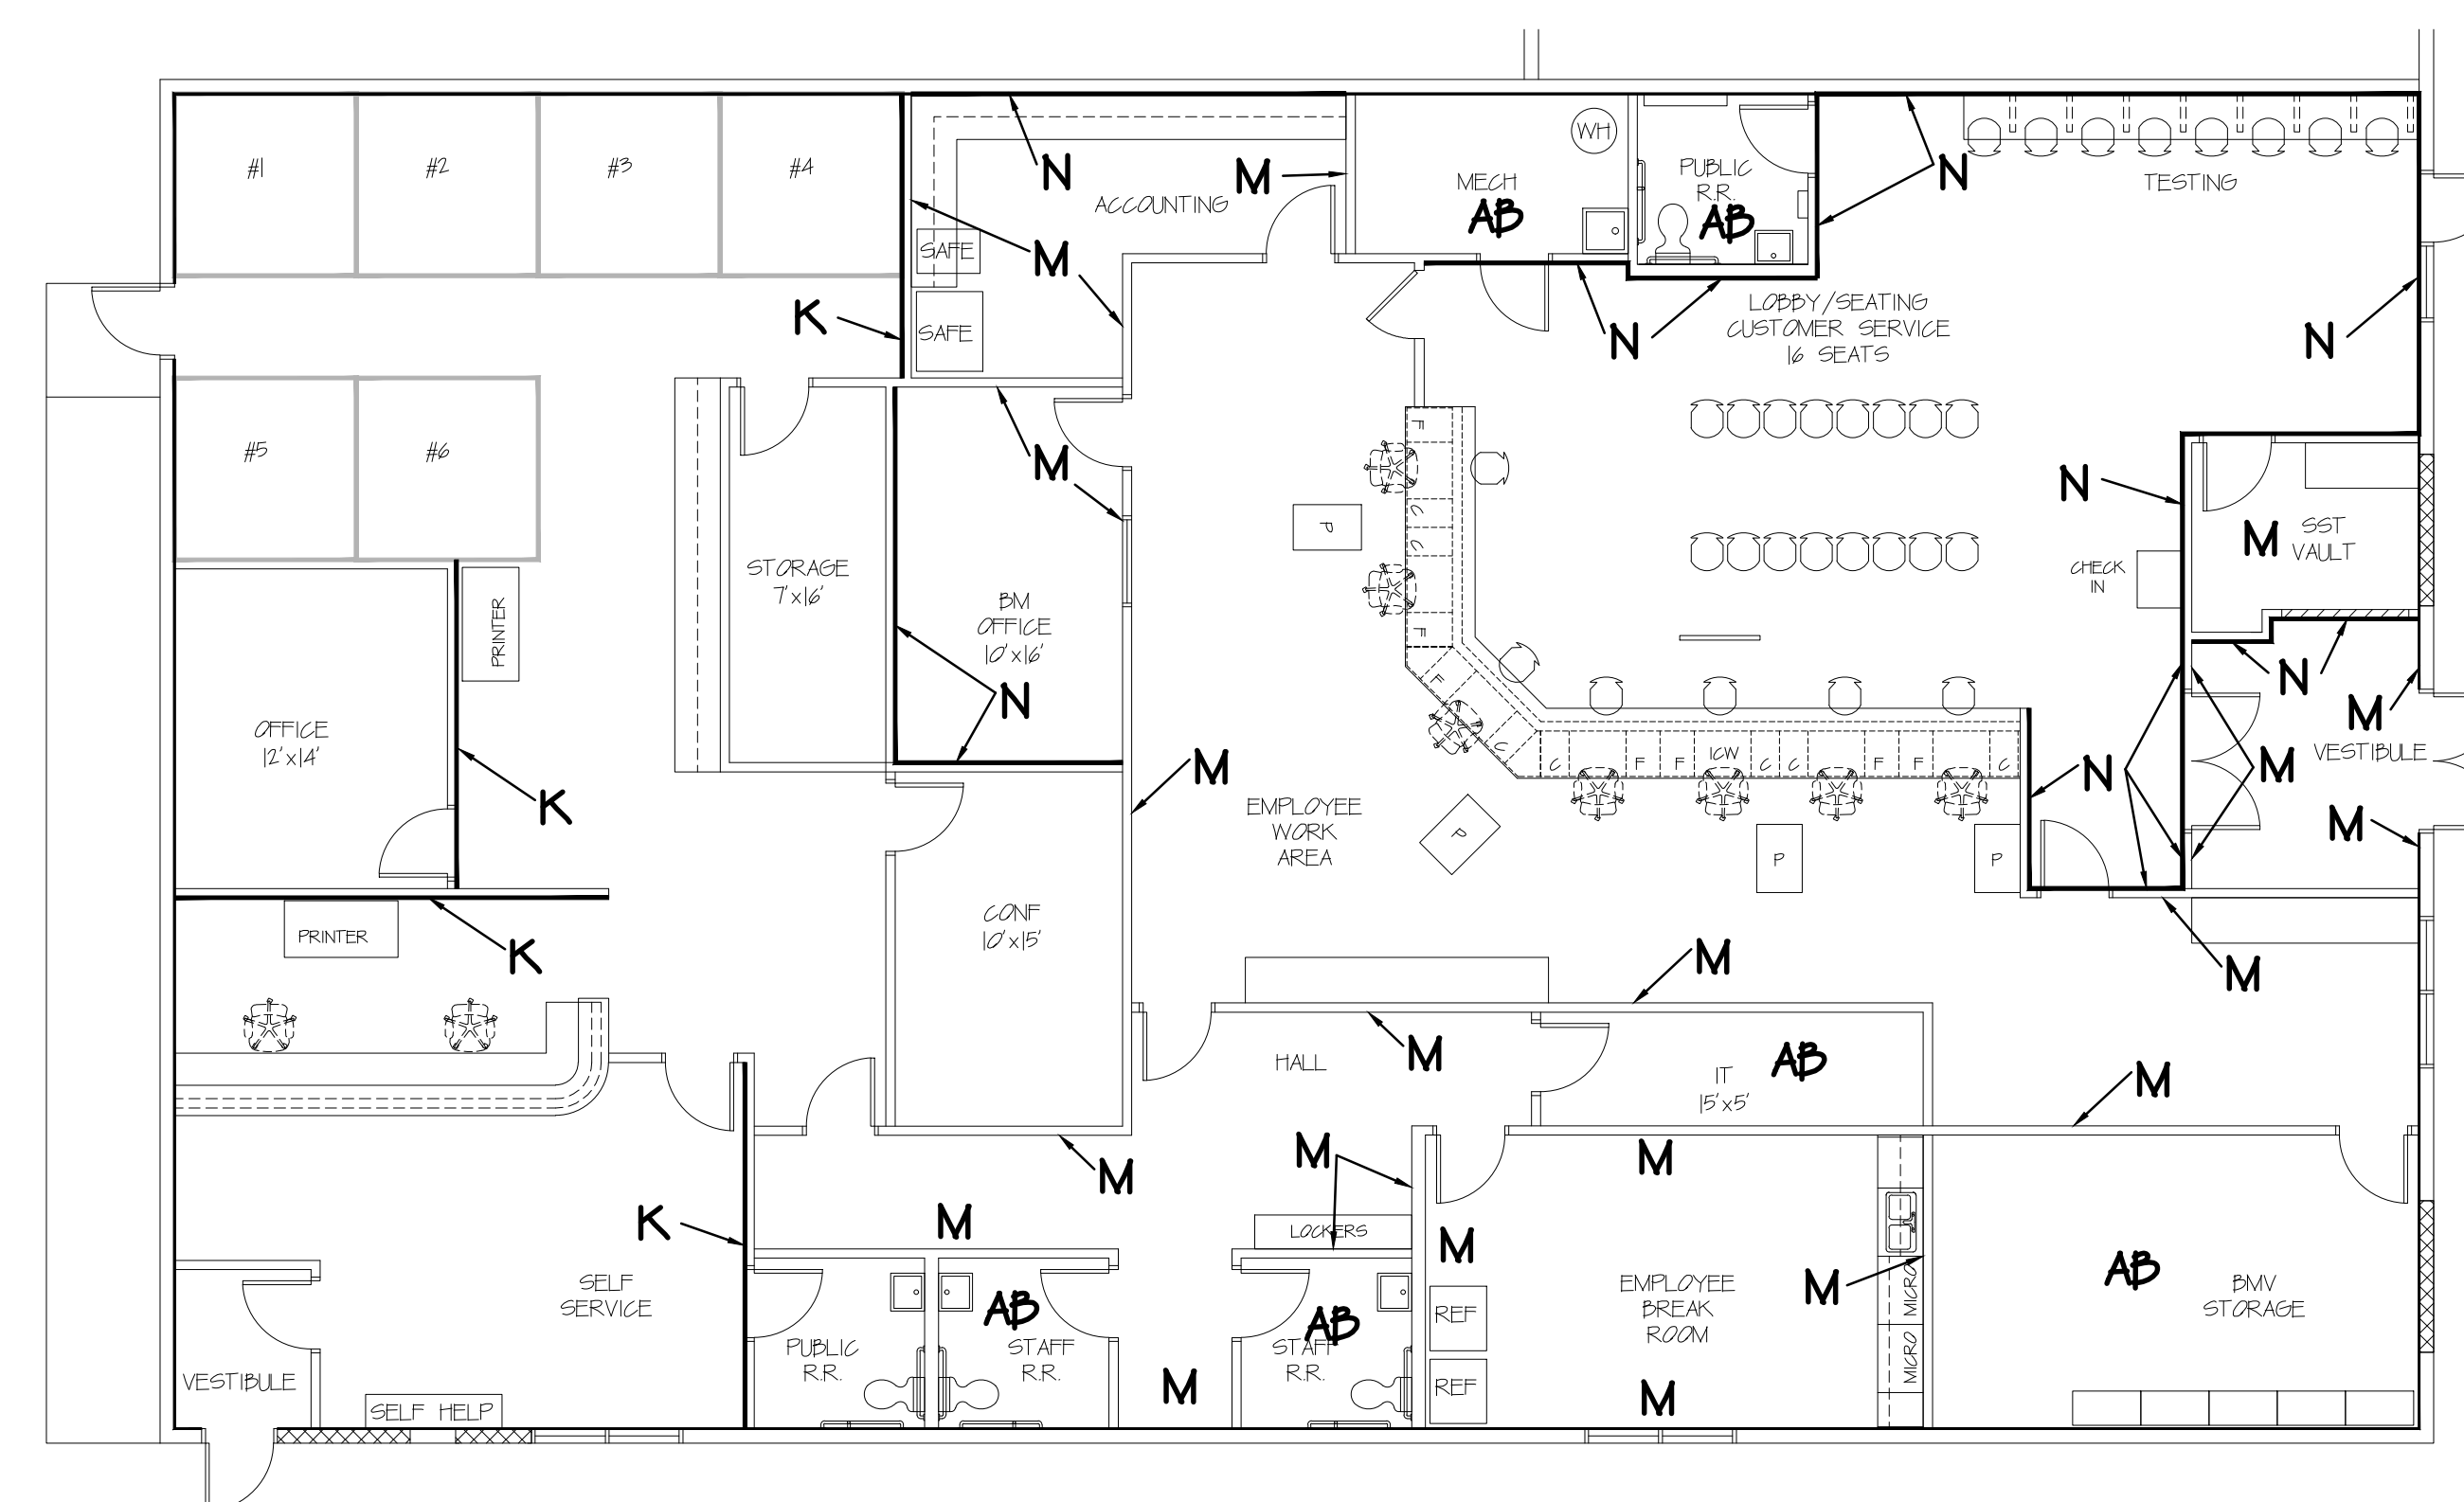 #1
#2
#3
#4
N
M
ACCOUNTING
MECH
AB
WH
PUBLIC
R.R.
AB
N
TESTING
SAFE
M
SAFE
K
N
LOBBY/SEATING
CUSTOMER SERVICE
16 SEATS
N
#5
#6
M
F
C
C
F
P
N
M
SST
VAULT
CHECK
IN
STORAGE
7'x16'
BM
OFFICE
10'x16'
PRINTER
N
N
M
OFFICE
12'x14'
K
M
F
C
C
F
F
ICW
C
C
F
F
C
N
M
VESTIBULE
M
EMPLOYEE
WORK
AREA
P
P
P
CONF
10'x15'
PRINTER
K
M
M
HALL
M
IT
15'x5'
AB
M
M
M
M
M
K
M
LOCKERS
M
SELF
SERVICE
AB
PUBLIC
R.R.
STAFF
R.R.
AB
STAFF
R.R.
REF
REF
EMPLOYEE
BREAK
ROOM
M
MICRO
MICRO
AB
BMV
STORAGE
VESTIBULE
SELF HELP
M
M